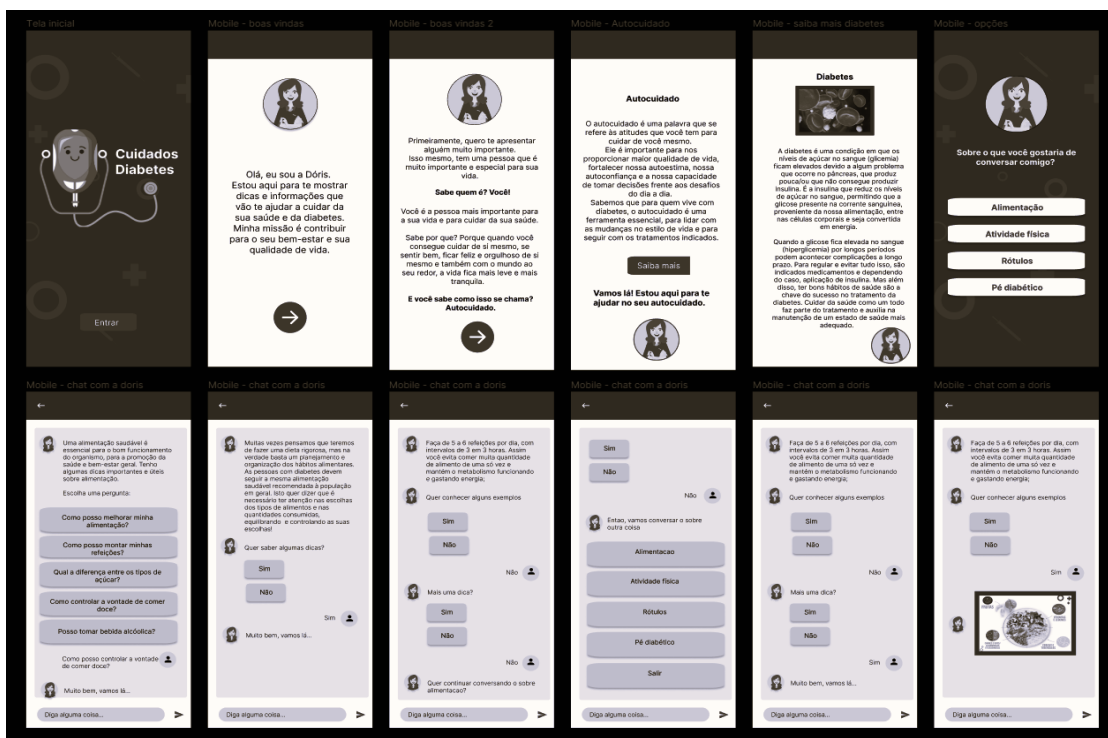 Tela inicial
Cuidados
Diabetes
Entrar
Mobile - boas vindas
Olá, eu sou a Dóris.
Estou aqui para te mostrar
dicas e informações que
vão te ajudar a cuidar da
sua saúde e da diabetes.
Minha missão é contribuir
para o seu bem-estar e sua
qualidade de vida.
Mobile - boas vindas 2
Primeiramente, quero te apresentar
alguém muito importante.
Isso mesmo, tem uma pessoa que é
muito importante e especial para sua
vida.
Sabe quem é? Você!
Você é a pessoa mais importante para
a sua vida e para cuidar da sua saúde.
Sabe por que? Porque quando você
consegue cuidar de si mesmo, se
sentir bem, ficar feliz e orgulhoso de si
mesmo e também com o mundo ao
seu redor, a vida fica mais leve e mais
tranquila.
E você sabe como isso se chama?
Autocuidado.
Mobile - Autocuidado
Autocuidado
O autocuidado é uma palavra que se
refere às atitudes que você tem para
cuidar de você mesmo.
Ele é importante para nos
proporcionar maior qualidade de vida,
fortalecer nossa autoestima, nossa
autoconfiança e a nossa capacidade
de tomar decisões frente aos desafios
do dia a dia.
Sabemos que para quem vive com
diabetes, o autocuidado é uma
ferramenta essencial, para lidar com
as mudanças no estilo de vida e para
seguir com os tratamentos indicados.
Saiba mais
Vamos lá! Estou aqui para te
ajudar no seu autocuidado.
Mobile - saiba mais diabetes
Diabetes
A diabetes é uma condição em que os
níveis de açúcar no sangue (glicemia)
ficam elevados devido a algum problema
que ocorre no pâncreas, que produz
pouca/ou que não consegue produzir
Insulina. É a insulina que reduz os níveis
de açúcar no sangue, permitindo que a
glicose presente na corrente sanguínea,
proveniente da nossa alimentação, entre
nas células corporais e seja convertida
em energia.
Quando a glicose fica elevada no sangue
(hiperglicemia) por longos períodos
podem acontecer complicações a longo
prazo. Para regular e evitar tudo isso, são
indicados medicamentos e dependendo
do caso, aplicação de insulina. Mas além
disso, ter bons hábitos de saúde são a
chave do sucesso no tratamento da
diabetes. Cuidar da saúde como um todo
faz parte do tratamento e auxilia na
manutenção de um estado de saúde mais
adequado.
Mobile - opções
Sobre o que você gostaria de
conversar comigo?
Alimentação
Atividade física
Rótulos
Pé diabético
Mobile - chat com a doris
Uma alimentação saudável é
essencial para o bom funcionamento
do organismo, para a promoção da
saúde e bem-estar geral. Tenho
algumas dicas importantes e úteis
sobre alimentação.
Escolha uma pergunta:
Como posso melhorar minha
alimentação?
Como posso montar minhas
refeições?
Qual a diferença entre os tipos de
açúcar?
Como controlar a vontade de comer
doce?
Posso tomar bebida alcóolica?
Como posso controlar a vontade
de comer doce?
Muito bem, vamos lá...
Diga alguma coisa...
Mobile - chat com a doris
Muitas vezes pensamos que teremos
de fazer uma dieta rigorosa, mas na
verdade basta um planejamento e
organização dos hábitos alimentares.
As pessoas com diabetes devem
seguir a mesma alimentação
saudável recomendada à população
em geral. Isto quer dizer que é
necessário ter atenção nas escolhas
dos tipos de alimentos e nas
quantidades consumidas,
equilibrando e controlando as suas
escolhas!
Quer saber algumas dicas?
Sim
Não
Sim
Muito bem, vamos lá...
Diga alguma coisa...
Mobile - chat com a doris
Faça de 5 a 6 refeições por dia, com
intervalos de 3 em 3 horas. Assim
você evita comer muita quantidade
de alimento de uma só vez e
mantém o metabolismo funcionando
e gastando energia;
Quer conhecer alguns exemplos
Sim
Não
Não
Mais uma dica?
Sim
Não
Não
Quer continuar conversando o sobre
alimentacao?
Diga alguma coisa...
Mobile - chat com a doris
Sim
Não
Não
Entao, vamos conversar o sobre
outra coisa
Alimentacao
Atividade física
Rótulos
Pé diabético
Salir
Diga alguma coisa...
Mobile - chat com a doris
Faça de 5 a 6 refeições por dia, com
intervalos de 3 em 3 horas. Assim
você evita comer muita quantidade
de alimento de uma só vez e
mantém o metabolismo funcionando
e gastando energia;
Quer conhecer alguns exemplos
Sim
Não
Não
Mais uma dica?
Sim
Não
Sim
Muito bem, vamos lá...
Diga alguma coisa...
Mobile - chat com a doris
Faça de 5 a 6 refeições por dia, com
intervalos de 3 em 3 horas. Assim
você evita comer muita quantidade
de alimento de uma só vez e
mantém o metabolismo funcionando
e gastando energia;
Quer conhecer alguns exemplos
Sim
Não
Sim
Diga alguma coisa...